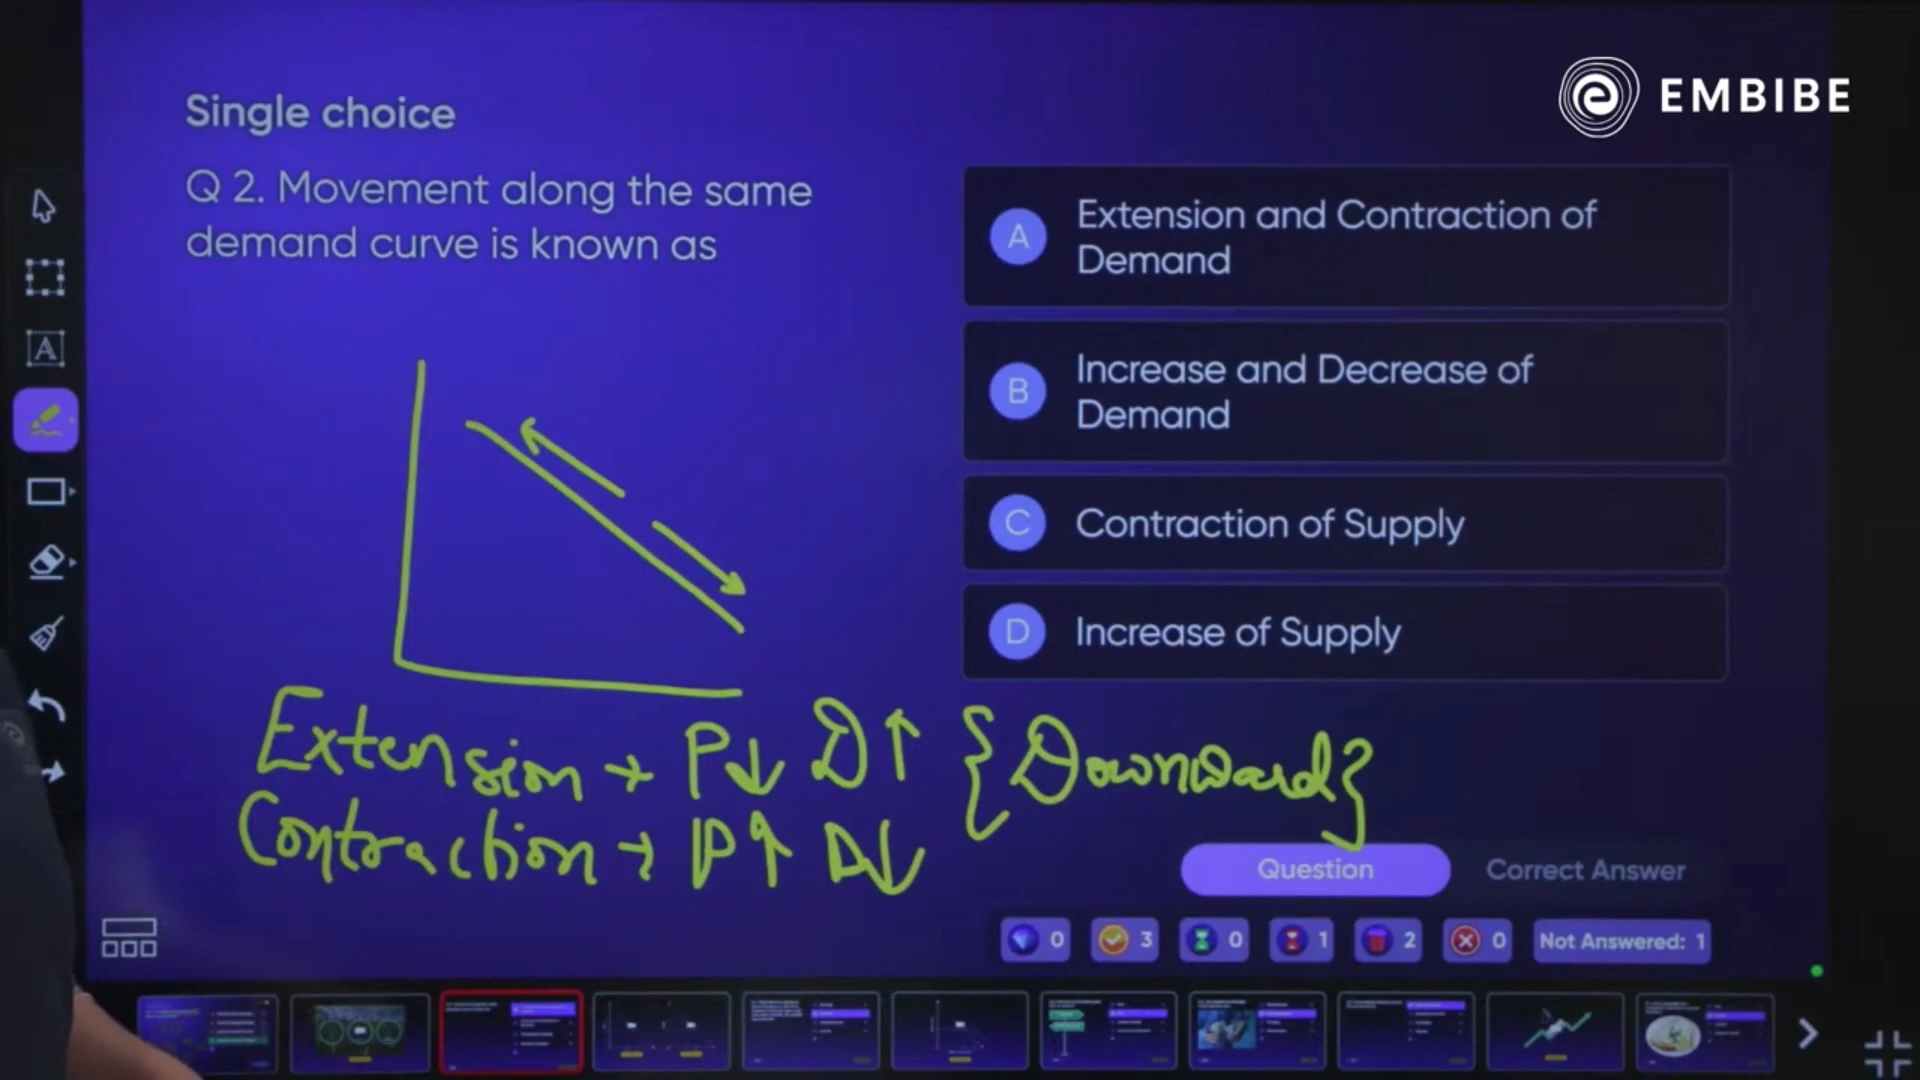 EMBIBE
Single choice
Q 2. Movement along the same
demand curve is known as
A
Extension and Contraction of
Demand
B
Increase and Decrease of
Demand
C
Contraction of Supply
D
Increase of Supply
A
Extension → P↓ D↑ {Downward}
Contraction → P↑ D↓
Question
Correct Answer
0
3
0
1
2
0
Not Answered: 1